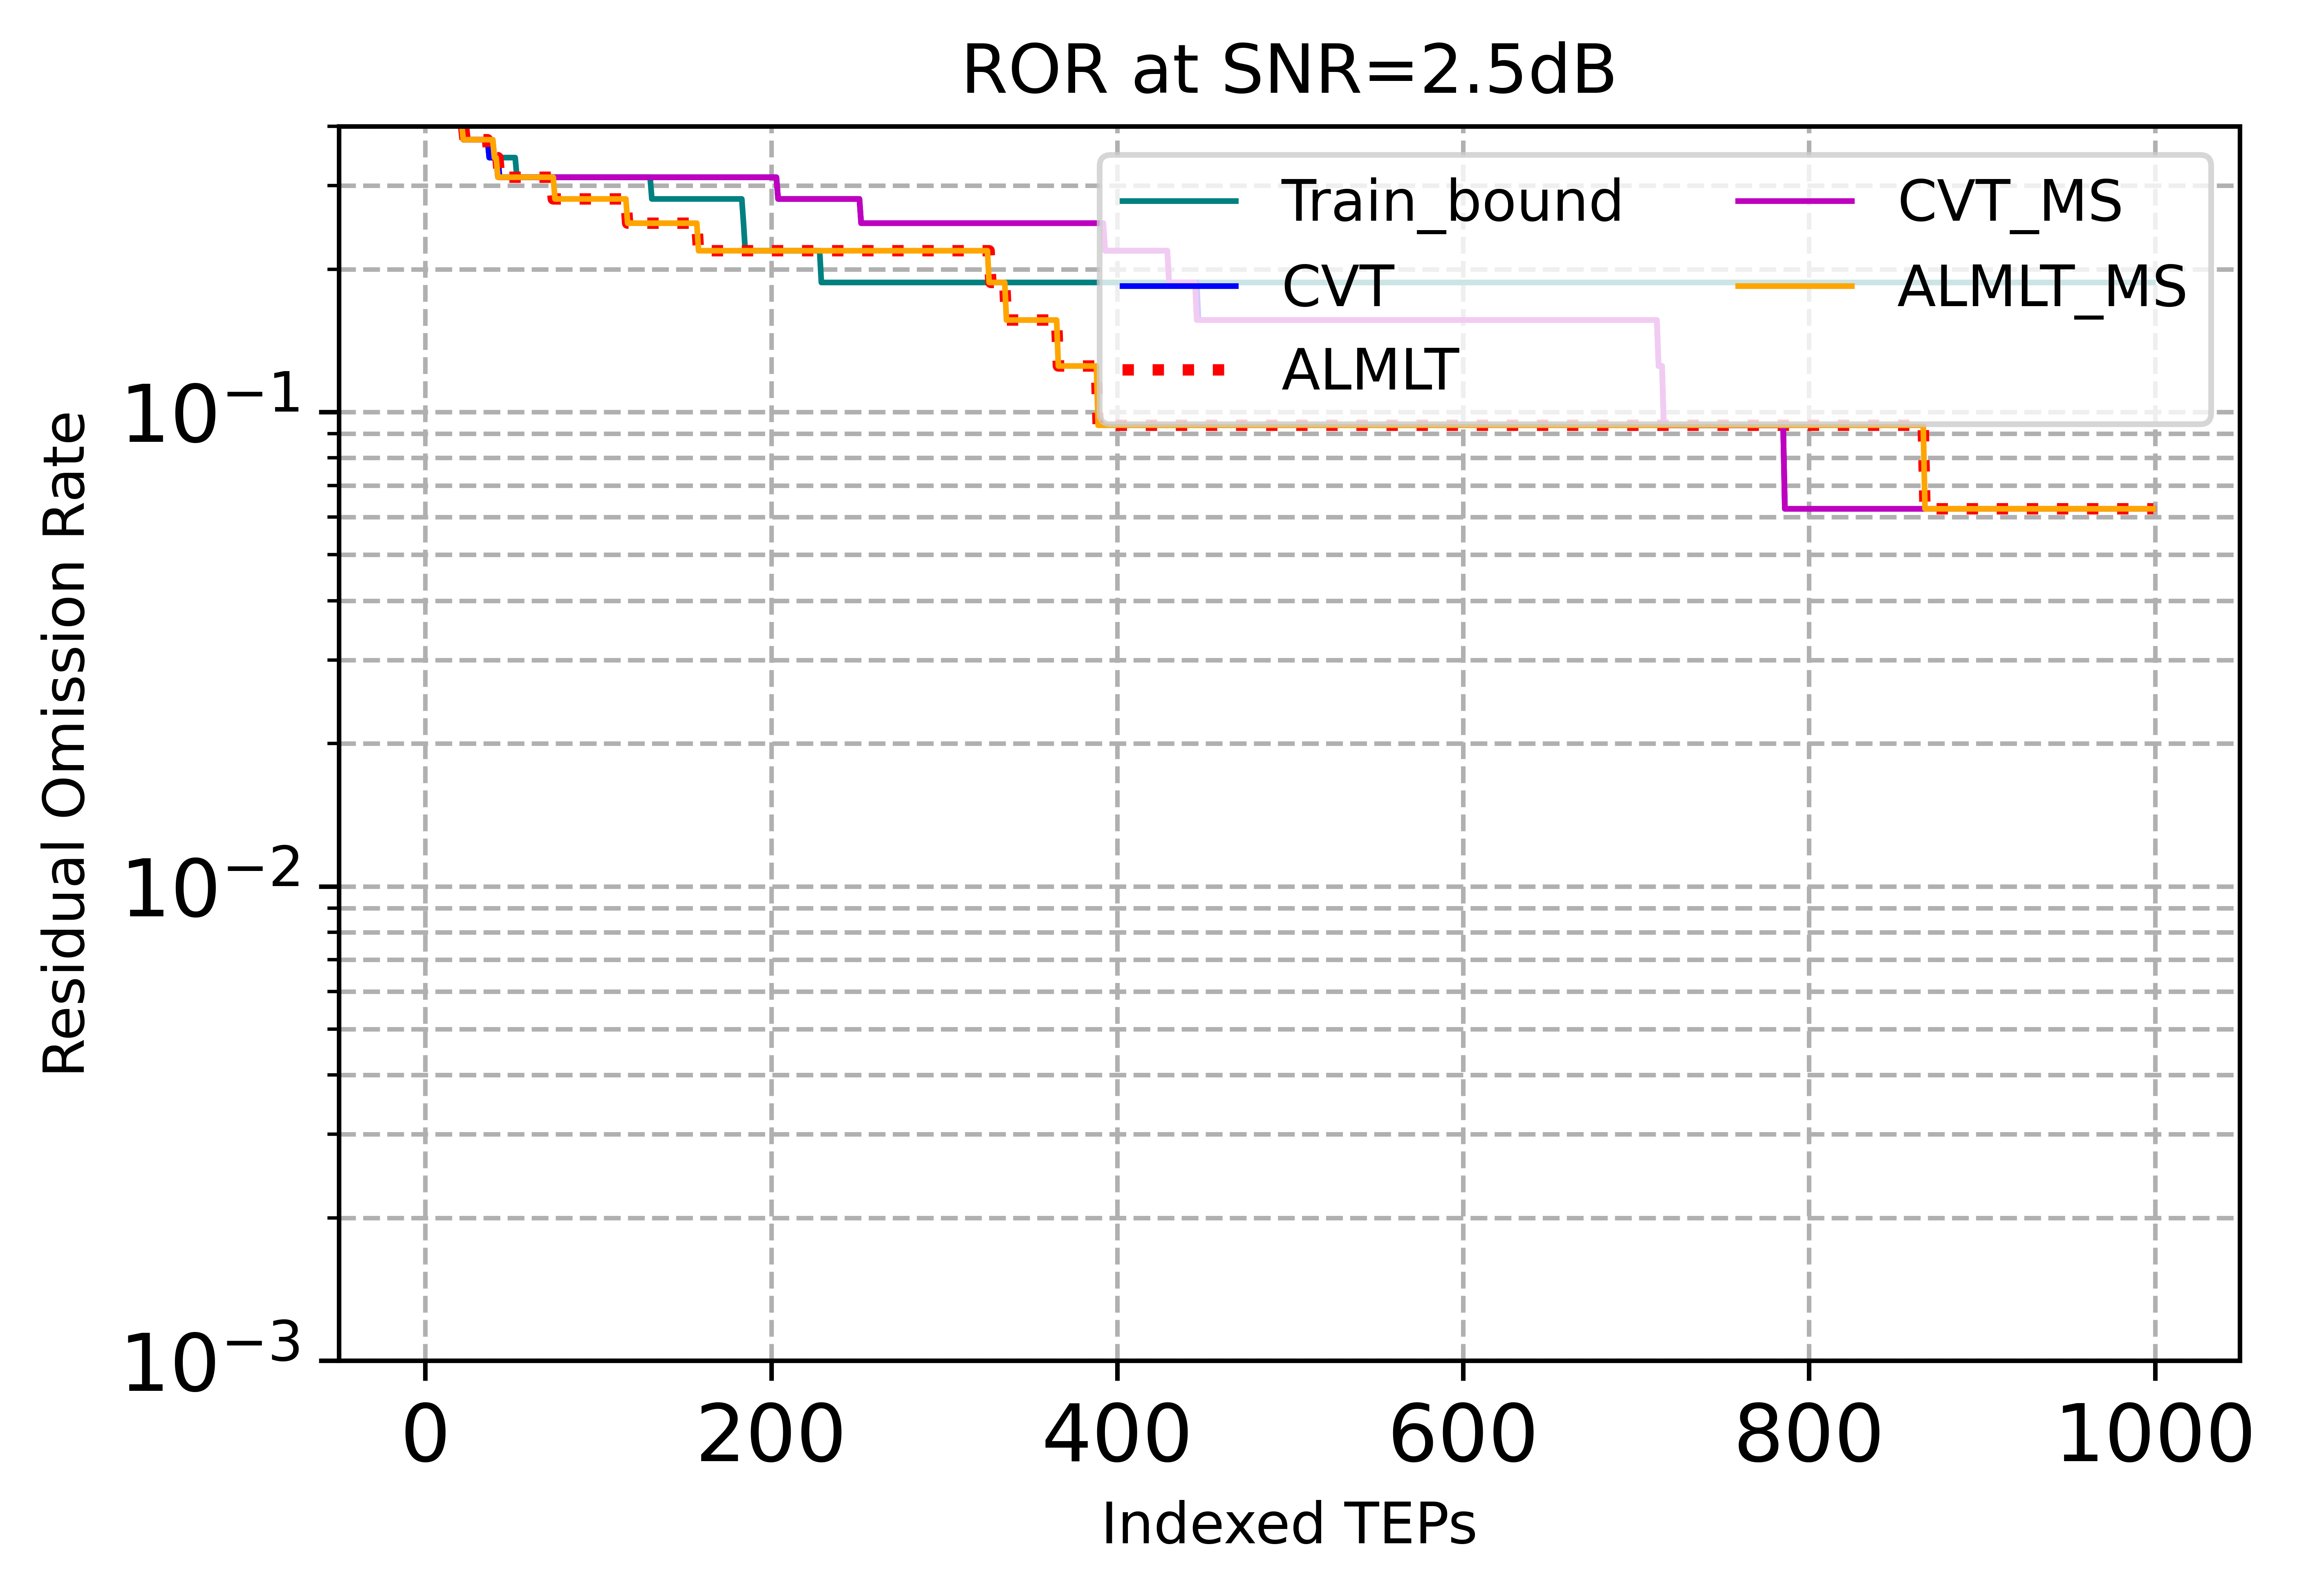 ROR at SNR=2.5dB
Residual Omission Rate
10⁻¹
10⁻²
10⁻³
Train_bound
CVT
ALMLT
CVT_MS
ALMLT_MS
0 200 400 600 800 1000
Indexed TEPs